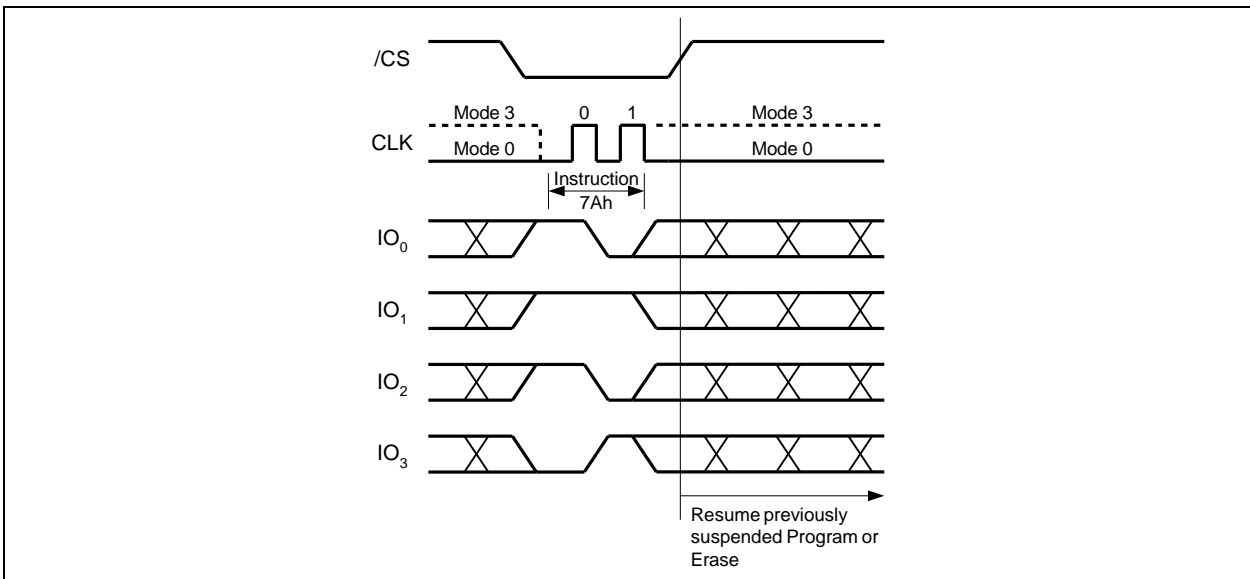 /CS
Mode 3 0 1 Mode 3
CLK
Mode 0 Mode 0
Instruction
7Ah
IO0
IO1
IO2
IO3
Resume previously
suspended Program or
Erase